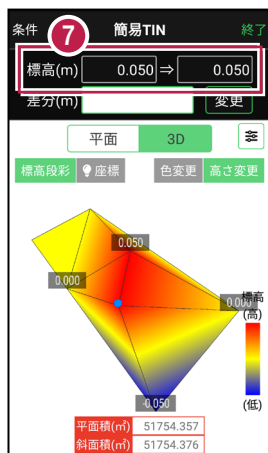 条件 7 簡易TIN 終了
標高(m) 0.050 ⇒ 0.050
差分(m) 変更
平面 3D
標高段彩 座標 色変更 高さ変更
0.050
0.000
0.000
標高
(高)
(低)
-0.050
平面積(㎡) 51754.357
斜面積(㎡) 51754.376